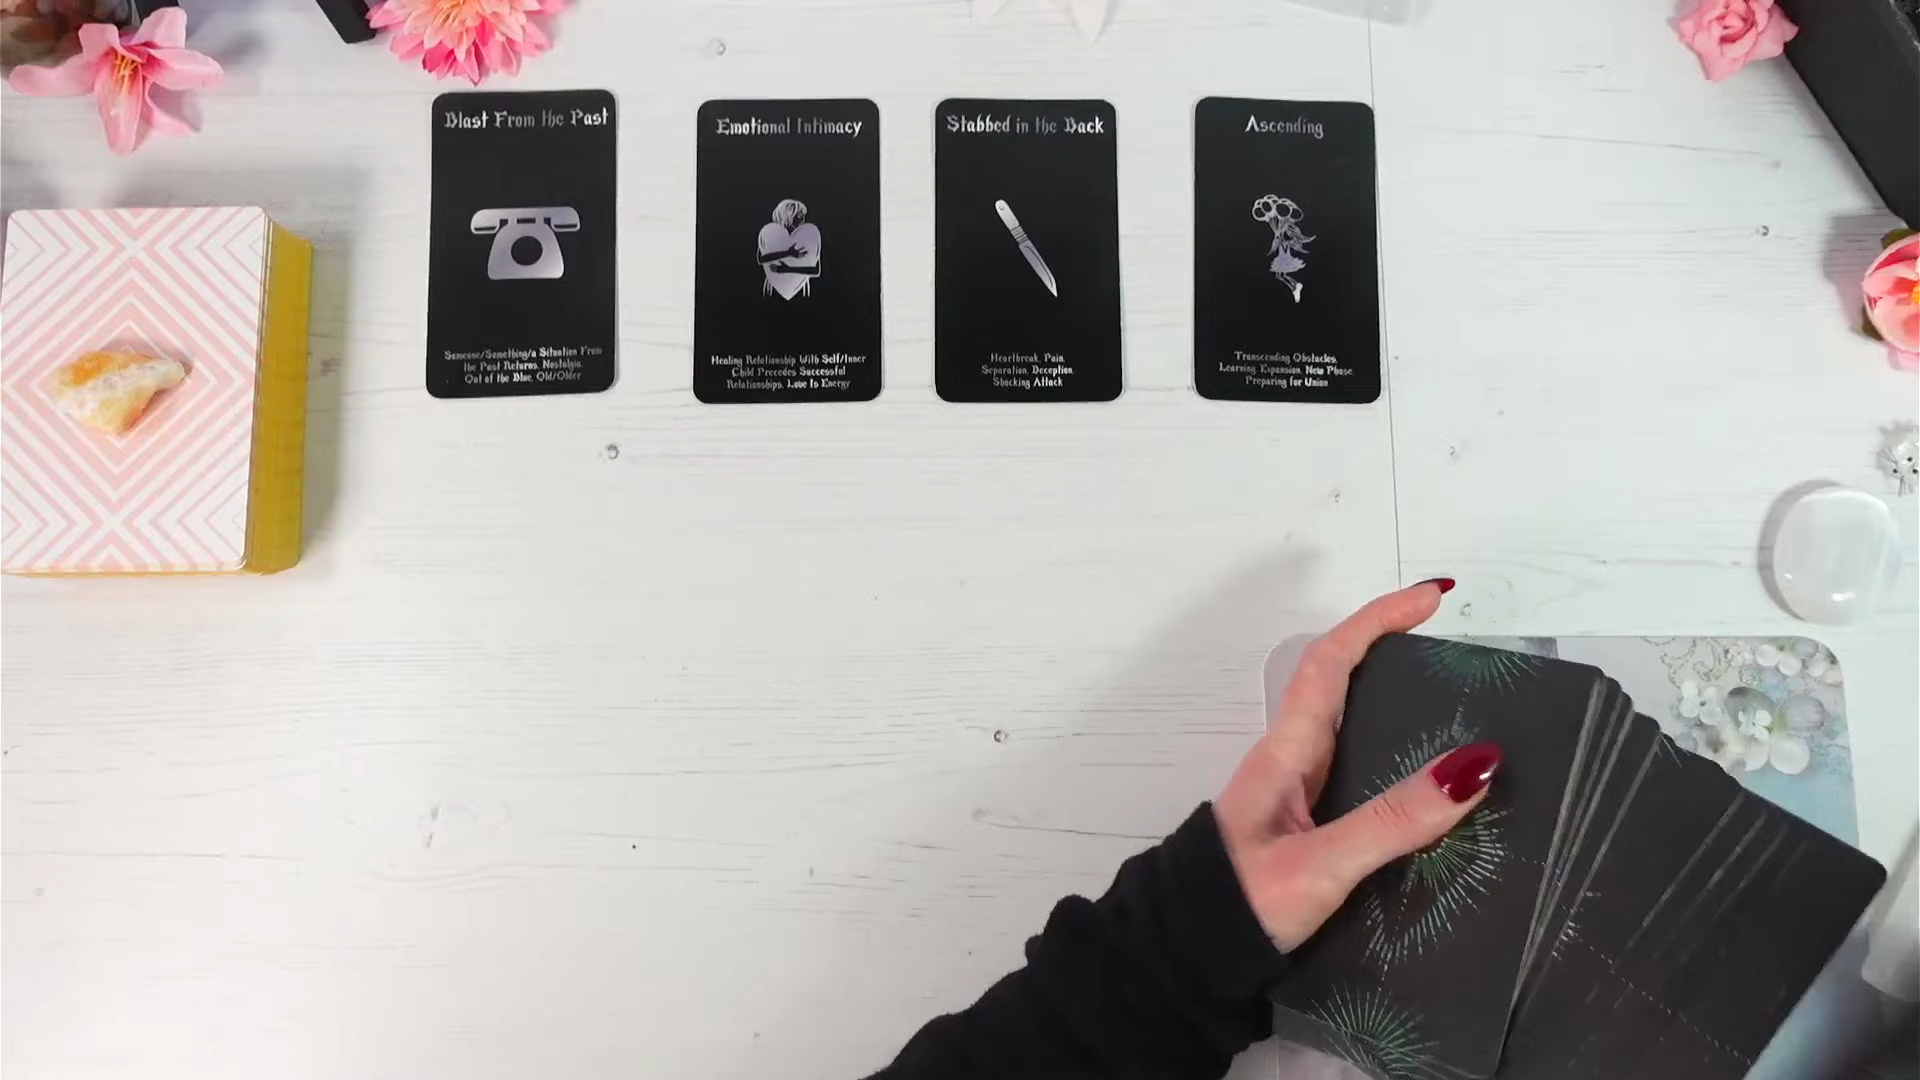 Blast From the Past
Someone/Something/a Situation From
the Past Returns, Nostalgia,
Out of the Blue, Old/Older
Emotional Intimacy
Healing Relationship With Self/Inner
Child Precedes Successful
Relationships, Love Is Energy
Stabbed in the Back
Heartbreak, Pain,
Separation, Deception,
Shocking Attack
Ascending
Transcending Obstacles,
Learning, Expansion, New Phase,
Preparing for Union